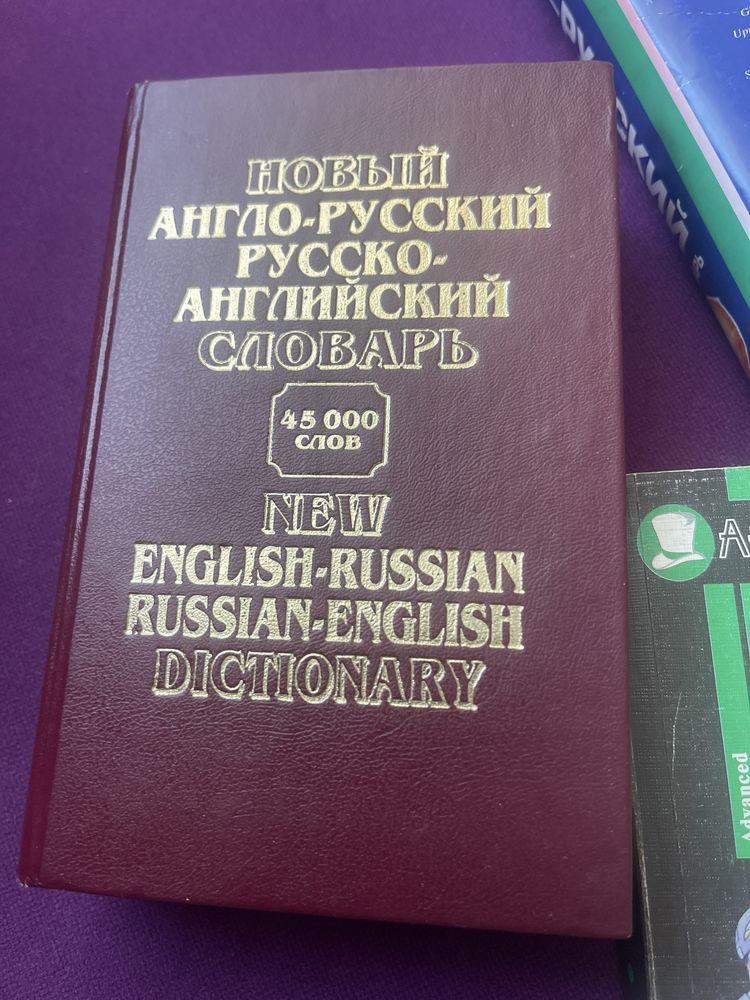 НОВЫЙ
АНГЛО-РУССКИЙ
РУССКО-
АНГЛИЙСКИЙ
СЛОВАРЬ
45 000
СЛОВ
NEW
ENGLISH-RUSSIAN
RUSSIAN-ENGLISH
DICTIONARY
Advanced